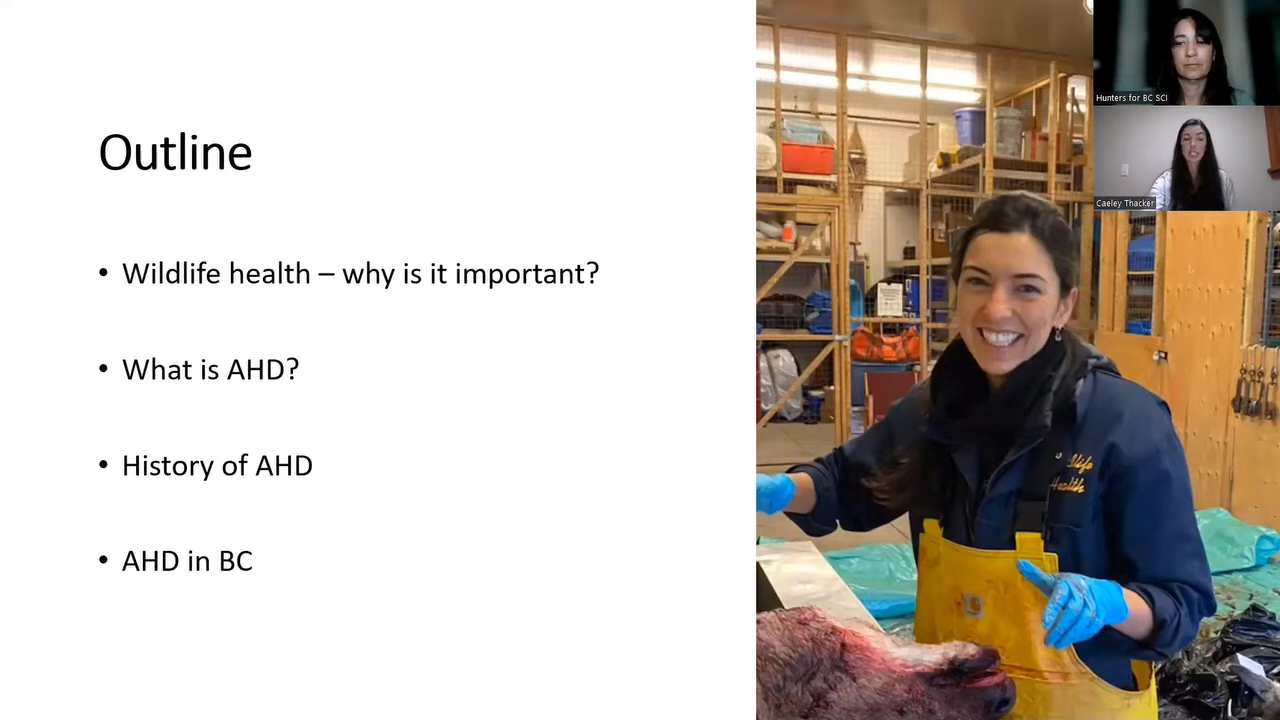 Outline
• Wildlife health – why is it important?
• What is AHD?
• History of AHD
• AHD in BC
Hunters for BC SCI
Caeley Thacker
Health